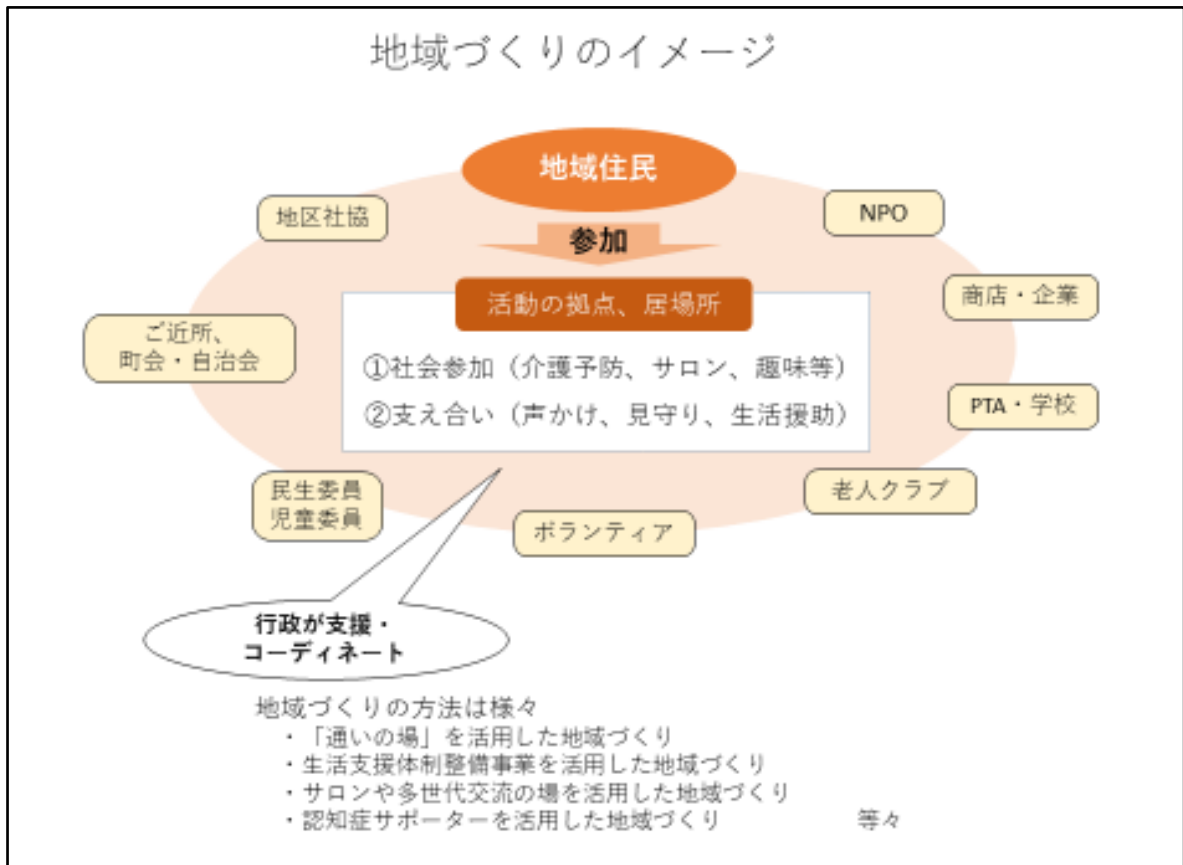 地域づくりのイメージ
地域住民
参加
地区社協
NPO
活動の拠点、居場所
商店・企業
ご近所、
町会・自治会
①社会参加（介護予防、サロン、趣味等）
②支え合い（声かけ、見守り、生活援助）
PTA・学校
民生委員
児童委員
老人クラブ
ボランティア
行政が支援・
コーディネート
地域づくりの方法は様々
・「通いの場」を活用した地域づくり
・生活支援体制整備事業を活用した地域づくり
・サロンや多世代交流の場を活用した地域づくり
・認知症サポーターを活用した地域づくり 等々